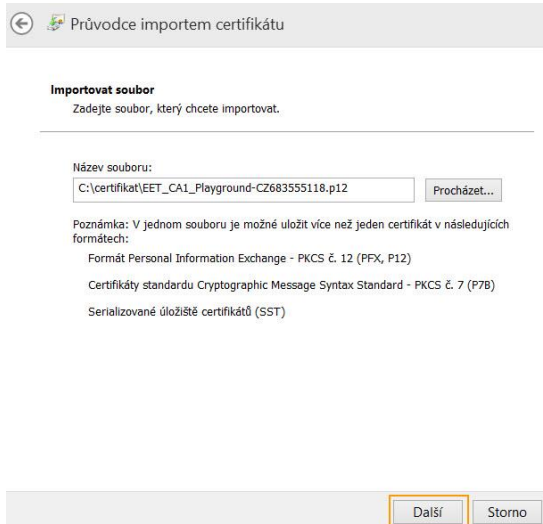 Průvodce importem certifikátu
Importovat soubor
Zadejte soubor, který chcete importovat.
Název souboru:
C:\certifikat\EET_CA1_Playground-CZ683555118.p12
Procházet...
Poznámka: V jednom souboru je možné uložit více než jeden certifikát v následujících
formátech:
Formát Personal Information Exchange - PKCS č. 12 (PFX, P12)
Certifikáty standardu Cryptographic Message Syntax Standard - PKCS č. 7 (P7B)
Serializované úložiště certifikátů (SST)
Další
Storno